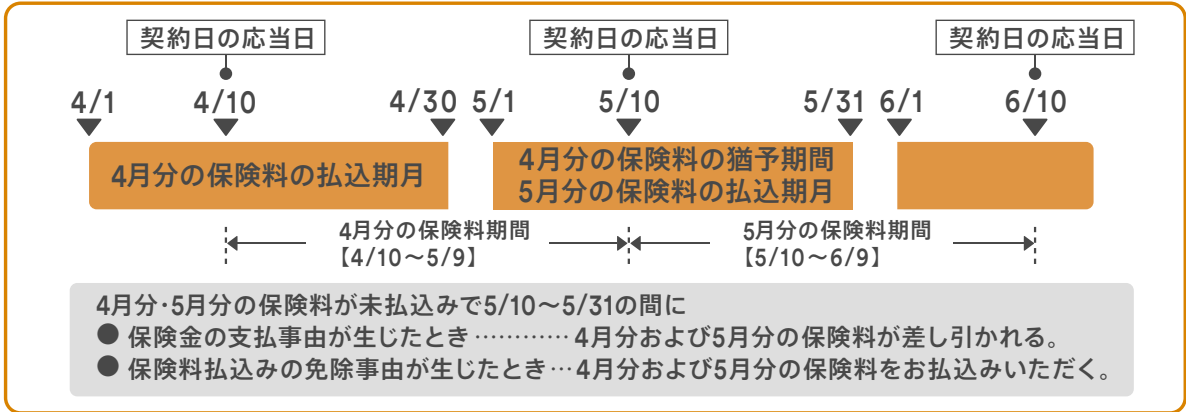 契約日の応当日 契約日の応当日 契約日の応当日
4/1 4/10 4/30 5/1 5/10 5/31 6/1 6/10
4月分の保険料の払込期月
4月分の保険料の猶予期間
5月分の保険料の払込期月
4月分の保険料期間
【4/10～5/9】
5月分の保険料期間
【5/10～6/9】
4月分・5月分の保険料が未払込みで5/10～5/31の間に
● 保険金の支払事由が生じたとき………… 4月分および5月分の保険料が差し引かれる。
● 保険料払込みの免除事由が生じたとき…4月分および5月分の保険料をお払込みいただく。